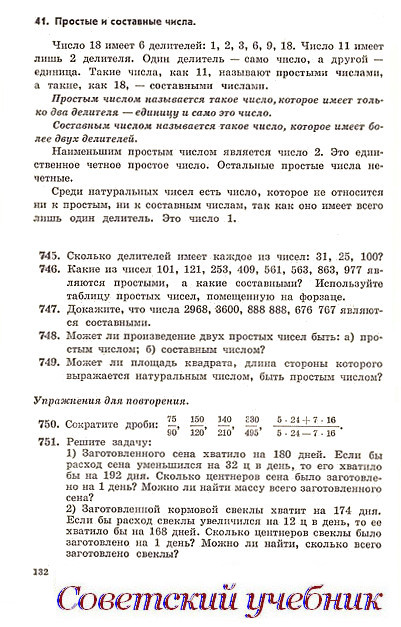 41. Простые и составные числа.
Число 18 имеет 6 делителей: 1, 2, 3, 6, 9, 18. Число 11 имеет
лишь 2 делителя. Один делитель — само число, а другой —
единица. Такие числа, как 11, называют простыми числами,
а такие, как 18, — составными числами.
Простым числом называется такое число, которое имеет толь-
ко два делителя — единицу и само это число.
Составным числом называется такое число, которое имеет бо-
лее двух делителей.
Наименьшим простым числом является число 2. Это един-
ственное четное простое число. Остальные простые числа не-
четные.
Среди натуральных чисел есть число, которое не относится
ни к простым, ни к составным числам, так как оно имеет всего
лишь один делитель. Это число 1.
745. Сколько делителей имеет каждое из чисел: 31, 25, 100?
746. Какие из чисел 101, 121, 253, 409, 561, 563, 863, 977 яв-
ляются простыми, а какие составными? Используйте
таблицу простых чисел, помещенную на форзаце.
747. Докажите, что числа 2968, 3600, 888 888, 676 767 являют-
ся составными.
748. Может ли произведение двух простых чисел быть: а) про-
стым числом; б) составным числом?
749. Может ли площадь квадрата, длина стороны которого
выражается натуральным числом, быть простым числом?
Упражнения для повторения.
750. Сократите дроби: 75/90, 150/120, 140/210, 330/495, (5 · 24 + 7 · 16)/(5 · 24 − 7 · 16).
751. Решите задачу:
1) Заготовленного сена хватило на 180 дней. Если бы
расход сена уменьшился на 32 ц в день, то его хватило
бы на 192 дня. Сколько центнеров сена было заготовле-
но на 1 день? Можно ли найти массу всего заготовленного
сена?
2) Заготовленной кормовой свеклы хватит на 174 дня.
Если бы расход свеклы увеличился на 12 ц в день, то ее
хватило бы на 168 дней. Сколько центнеров свеклы было
заготовлено на 1 день? Можно ли найти, сколько всего
заготовлено свеклы?
132
Советский учебник